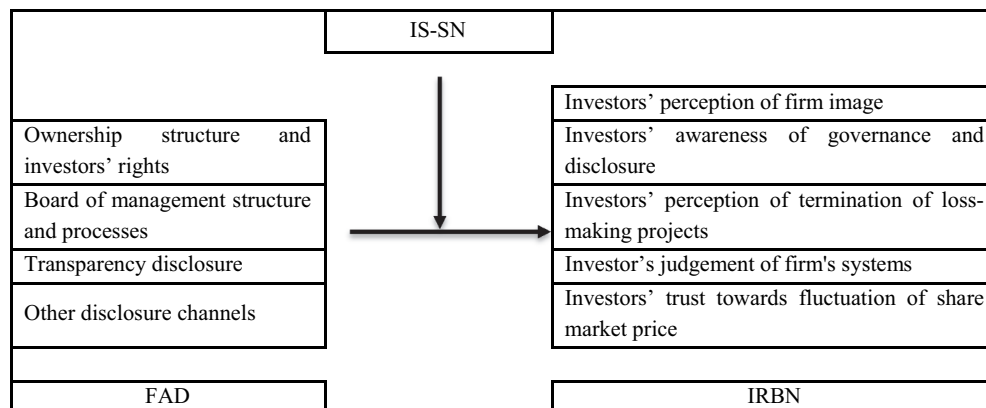 IS-SN
Ownership structure and
investors’ rights
Board of management structure
and processes
Transparency disclosure
Other disclosure channels
Investors’ perception of firm image
Investors’ awareness of governance and
disclosure
Investors’ perception of termination of loss-
making projects
Investor’s judgement of firm's systems
Investors’ trust towards fluctuation of share
market price
FAD
IRBN